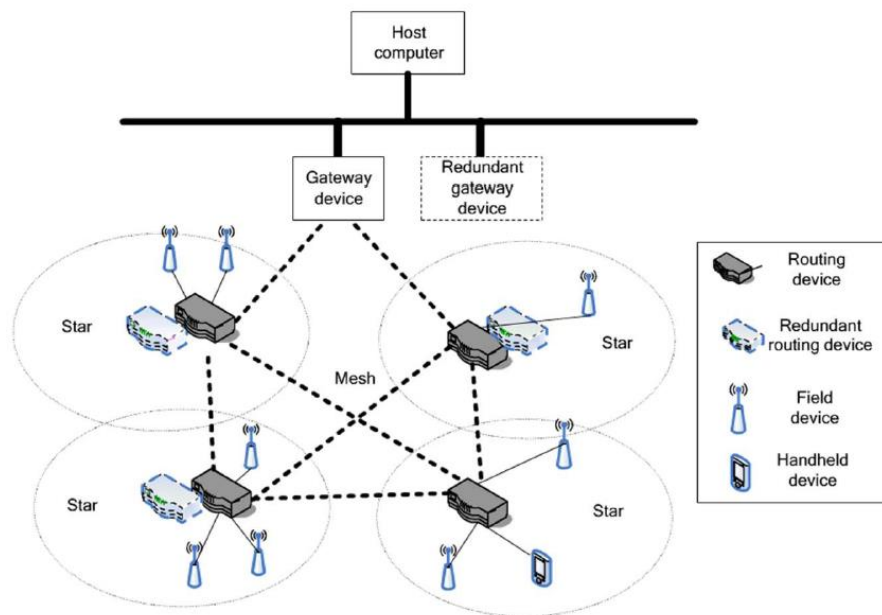 Host
computer
Gateway
device
Redundant
gateway
device
Star
Star
Mesh
Star
Star
Routing
device
Redundant
routing device
Field
device
Handheld
device